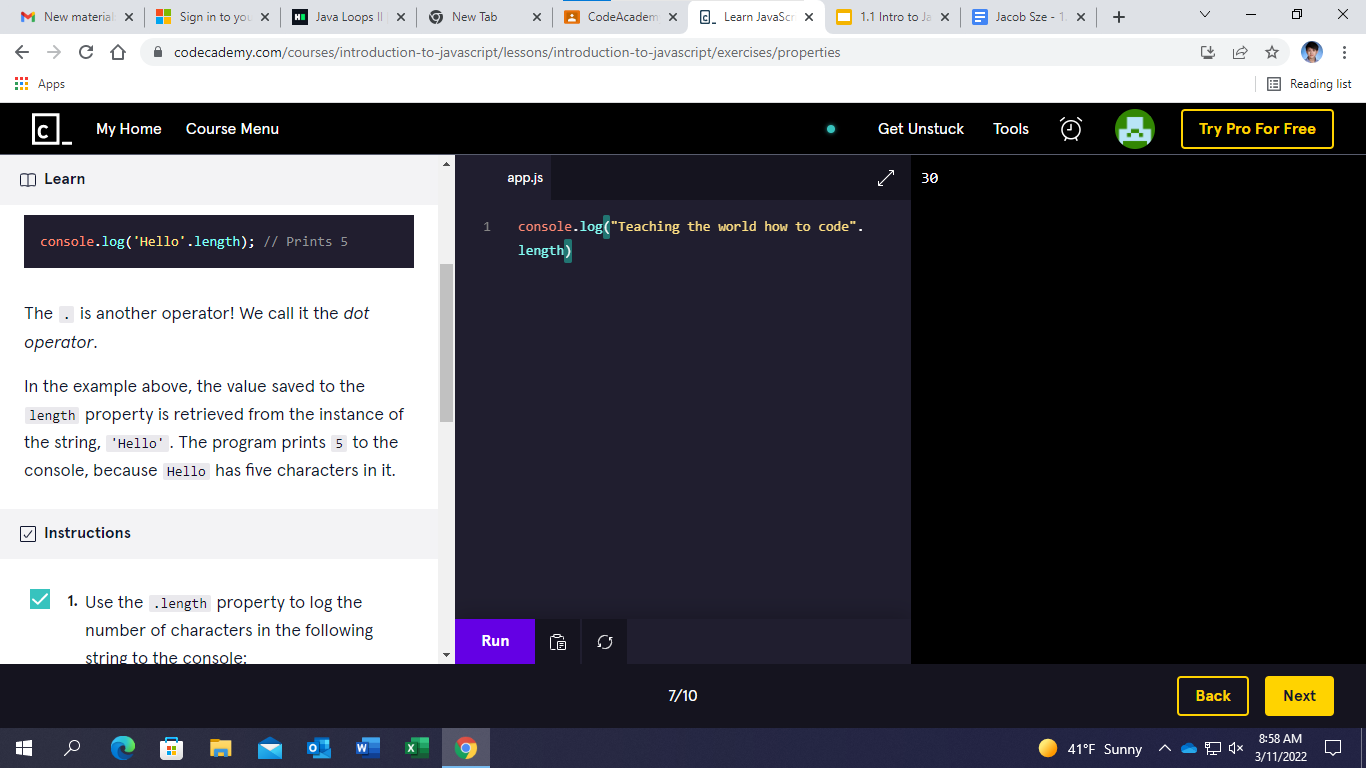 New material
Sign in to you
Java Loops II
New Tab
CodeAcadem
Learn JavaScr
1.1 Intro to Ja
Jacob Sze - 1.
codecademy.com/courses/introduction-to-javascript/lessons/introduction-to-javascript/exercises/properties
Apps
Reading list
My Home
Course Menu
Get Unstuck
Tools
Try Pro For Free
Learn
console.log('Hello'.length); // Prints 5
The . is another operator! We call it the dot
operator.
In the example above, the value saved to the
length property is retrieved from the instance of
the string, 'Hello' . The program prints 5 to the
console, because Hello has five characters in it.
Instructions
1. Use the .length property to log the
number of characters in the following
string to the console:
app.js
1 console.log("Teaching the world how to code".
length)
30
Run
7/10
Back
Next
41°F Sunny
8:58 AM
3/11/2022